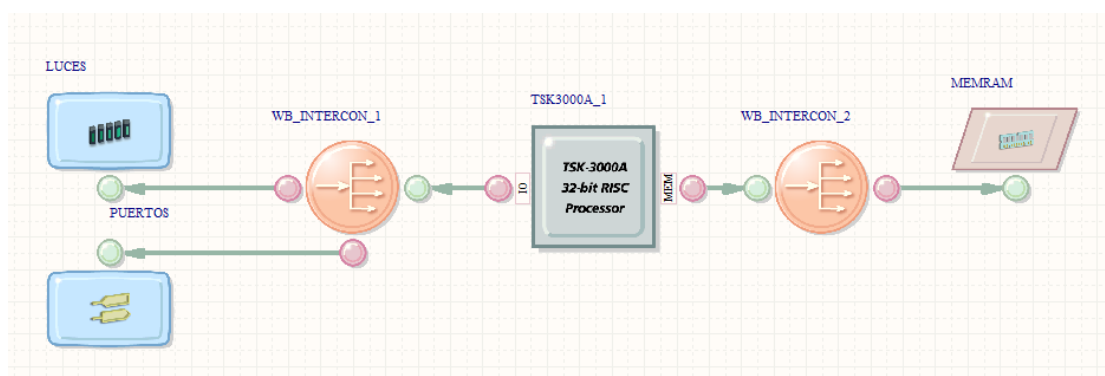 LUCES
MEMRAM
TSK3000A_1
WB_INTERCON_1
WB_INTERCON_2
TSK-3000A
32-bit RISC
Processor
IO
MEM
PUERTOS